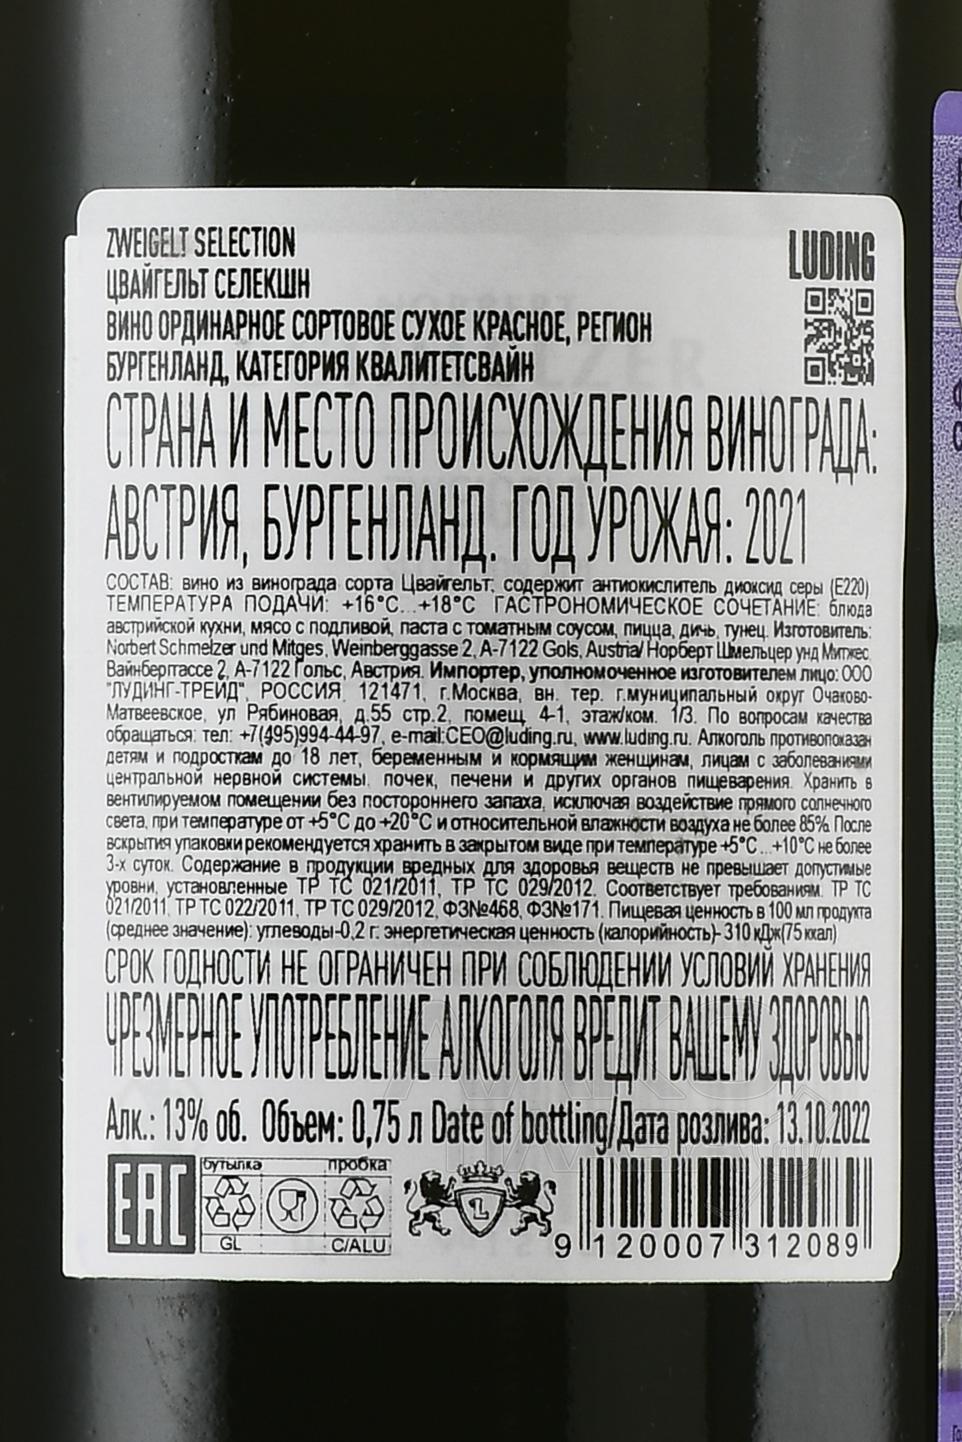 ZWEIGELT SELECTION
LUDING
ЦВАЙГЕЛЬТ СЕЛЕКШН
ВИНО ОРДИНАРНОЕ СОРТОВОЕ СУХОЕ КРАСНОЕ, РЕГИОН
БУРГЕНЛАНД, КАТЕГОРИЯ КВАЛИТЕТСВАЙН
СТРАНА И МЕСТО ПРОИСХОЖДЕНИЯ ВИНОГРАДА:
АВСТРИЯ, БУРГЕНЛАНД. ГОД УРОЖАЯ: 2021
СОСТАВ: вино из винограда сорта Цвайгельт; содержит антиокислитель диоксид серы (Е220)
ТЕМПЕРАТУРА ПОДАЧИ: +16°С...+18°С ГАСТРОНОМИЧЕСКОЕ СОЧЕТАНИЕ: блюда
австрийской кухни, мясо с подливой, паста с томатным соусом, пицца, дичь, тунец. Изготовитель:
Norbert Schmelzer und Mitges, Weinberggasse 2, A-7122 Gols, Austria/ Норберт Шмельцер унд Митжес,
Вайнбергтассе 2, А-7122 Гольс, Австрия. Импортер, уполномоченное изготовителем лицо: ООО
"ЛУДИНГ-ТРЕЙД", РОССИЯ, 121471, г.Москва, вн. тер. г.муниципальный округ Очаково-
Матвеевское, ул Рябиновая, д.55 стр.2, помещ. 4-1, этаж/ком. 1/3. По вопросам качества
обращаться: тел: +7(495)994-44-97, e-mail:CEO@luding.ru, www.luding.ru. Алкоголь противопоказан
детям и подросткам до 18 лет, беременным и кормящим женщинам, лицам с заболеваниями
центральной нервной системы, почек, печени и других органов пищеварения. Хранить в
вентилируемом помещении без постороннего запаха, исключая воздействие прямого солнечного
света, при температуре от +5°С до +20°С и относительной влажности воздуха не более 85%. После
вскрытия упаковки рекомендуется хранить в закрытом виде при температуре +5°С...+10°С не более
3-х суток. Содержание в продукции вредных для здоровья веществ не превышает допустимые
уровни, установленные ТР ТС 021/2011, ТР ТС 029/2012. Соответствует требованиям: ТР ТС
021/2011, ТР ТС 022/2011, ТР ТС 029/2012, ФЗ№468, ФЗ№171. Пищевая ценность в 100 мл продукта
(среднее значение): углеводы-0,2 г; энергетическая ценность (калорийность)- 310 кДж(75 ккал)
СРОК ГОДНОСТИ НЕ ОГРАНИЧЕН ПРИ СОБЛЮДЕНИИ УСЛОВИЙ ХРАНЕНИЯ
ЧРЕЗМЕРНОЕ УПОТРЕБЛЕНИЕ АЛКОГОЛЯ ВРЕДИТ ВАШЕМУ ЗДОРОВЬЮ
Алк.: 13% об. Объем: 0,75 л Date of bottling/Дата розлива: 13.10.2022
EAC
бутылка пробка
GL C/ALU
L
9 120007 312089